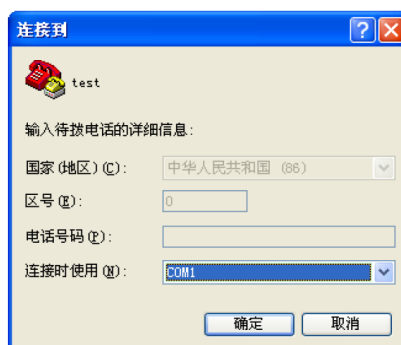 连接到
test
输入待拨电话的详细信息:
国家(地区)(C): 中华人民共和国 (86)
区号(E): 0
电话号码(P):
连接时使用(N): COM1
确定 取消